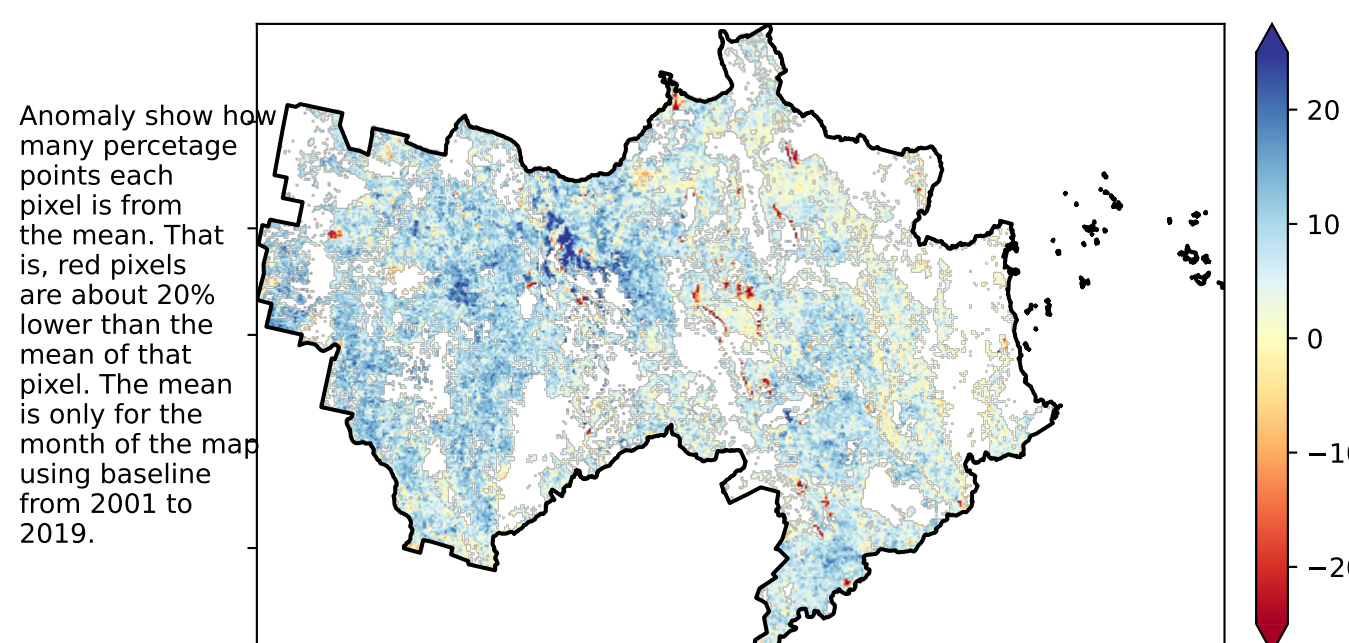 Anomaly show how
many percetage
points each
pixel is from
the mean. That
is, red pixels
are about 20%
lower than the
mean of that
pixel. The mean
is only for the
month of the map
using baseline
from 2001 to
2019.
20
10
0
−10
−20